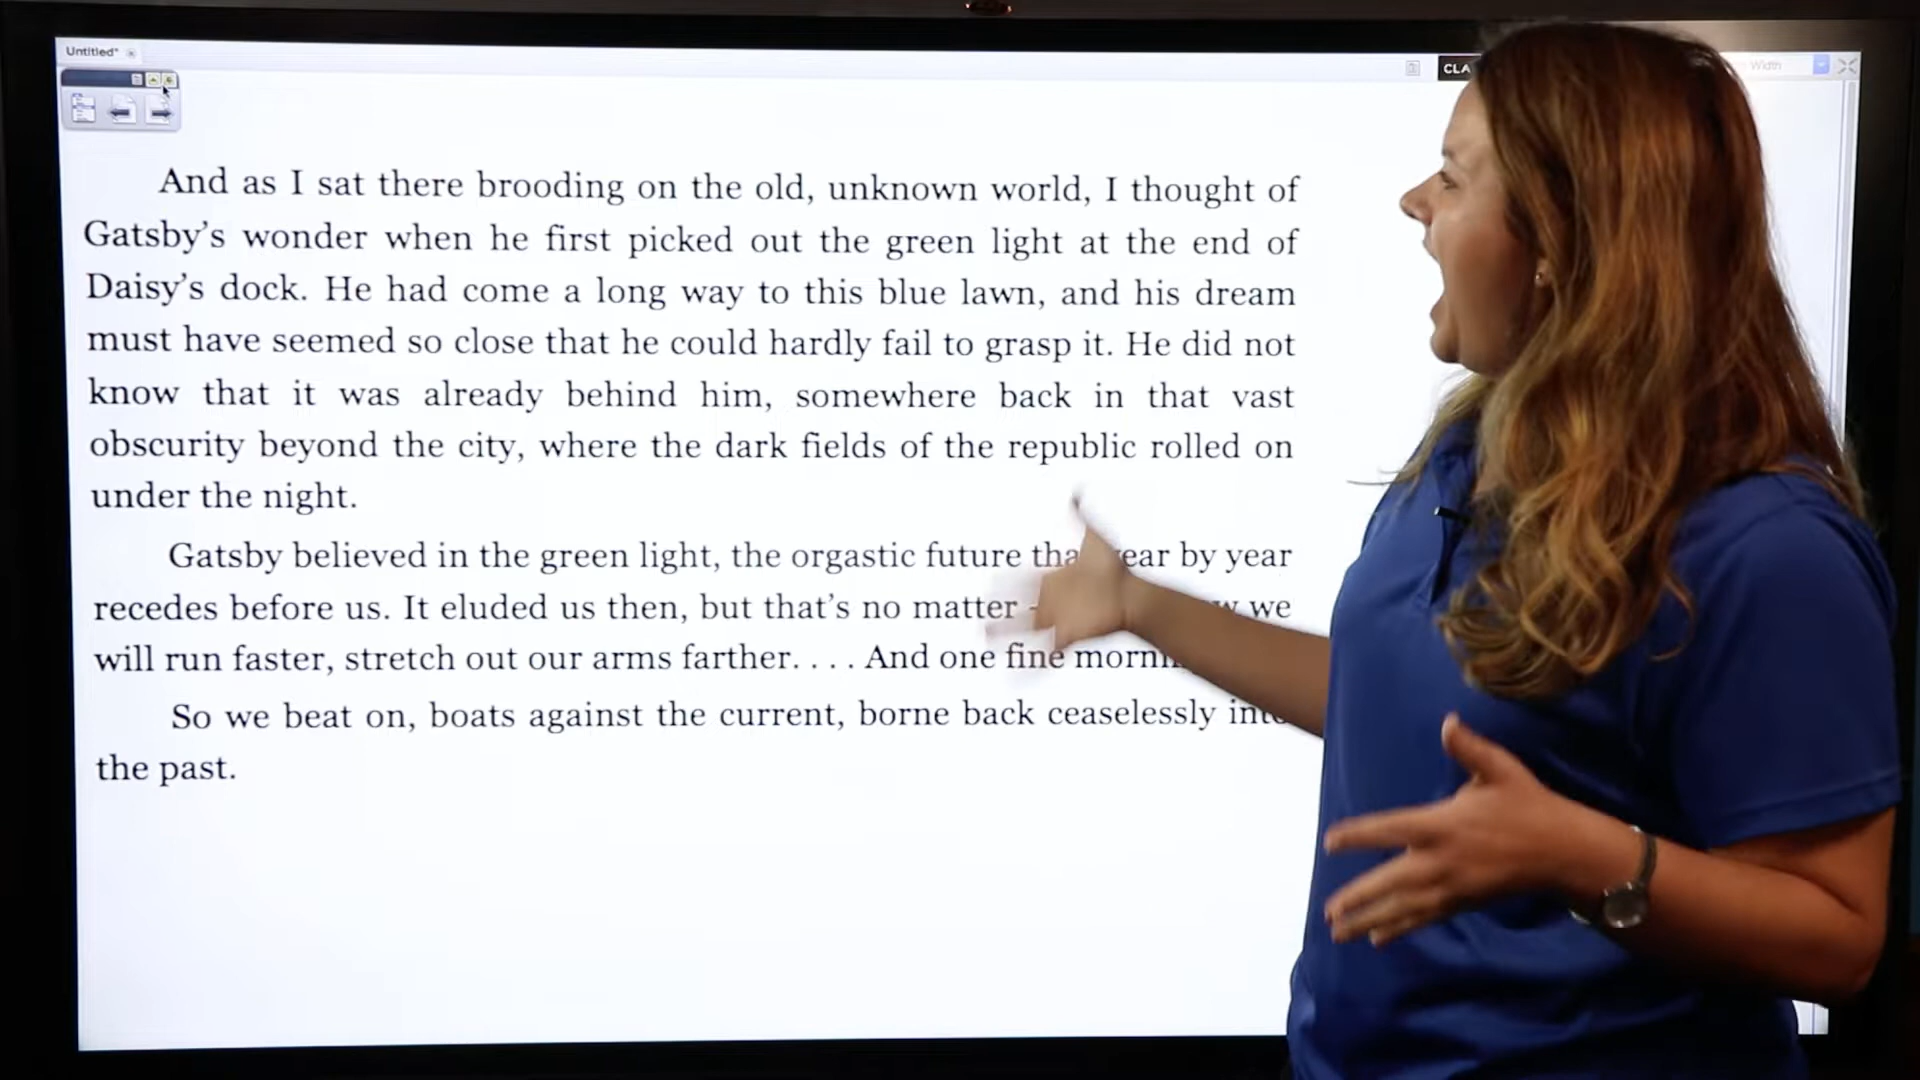 Untitled*
CLA
Width
And as I sat there brooding on the old, unknown world, I thought of
Gatsby's wonder when he first picked out the green light at the end of
Daisy's dock. He had come a long way to this blue lawn, and his dream
must have seemed so close that he could hardly fail to grasp it. He did not
know that it was already behind him, somewhere back in that vast
obscurity beyond the city, where the dark fields of the republic rolled on
under the night.
Gatsby believed in the green light, the orgastic future tha ear by year
recedes before us. It eluded us then, but that's no matter - w we
will run faster, stretch out our arms farther. . . . And one fine morni
So we beat on, boats against the current, borne back ceaselessly into
the past.